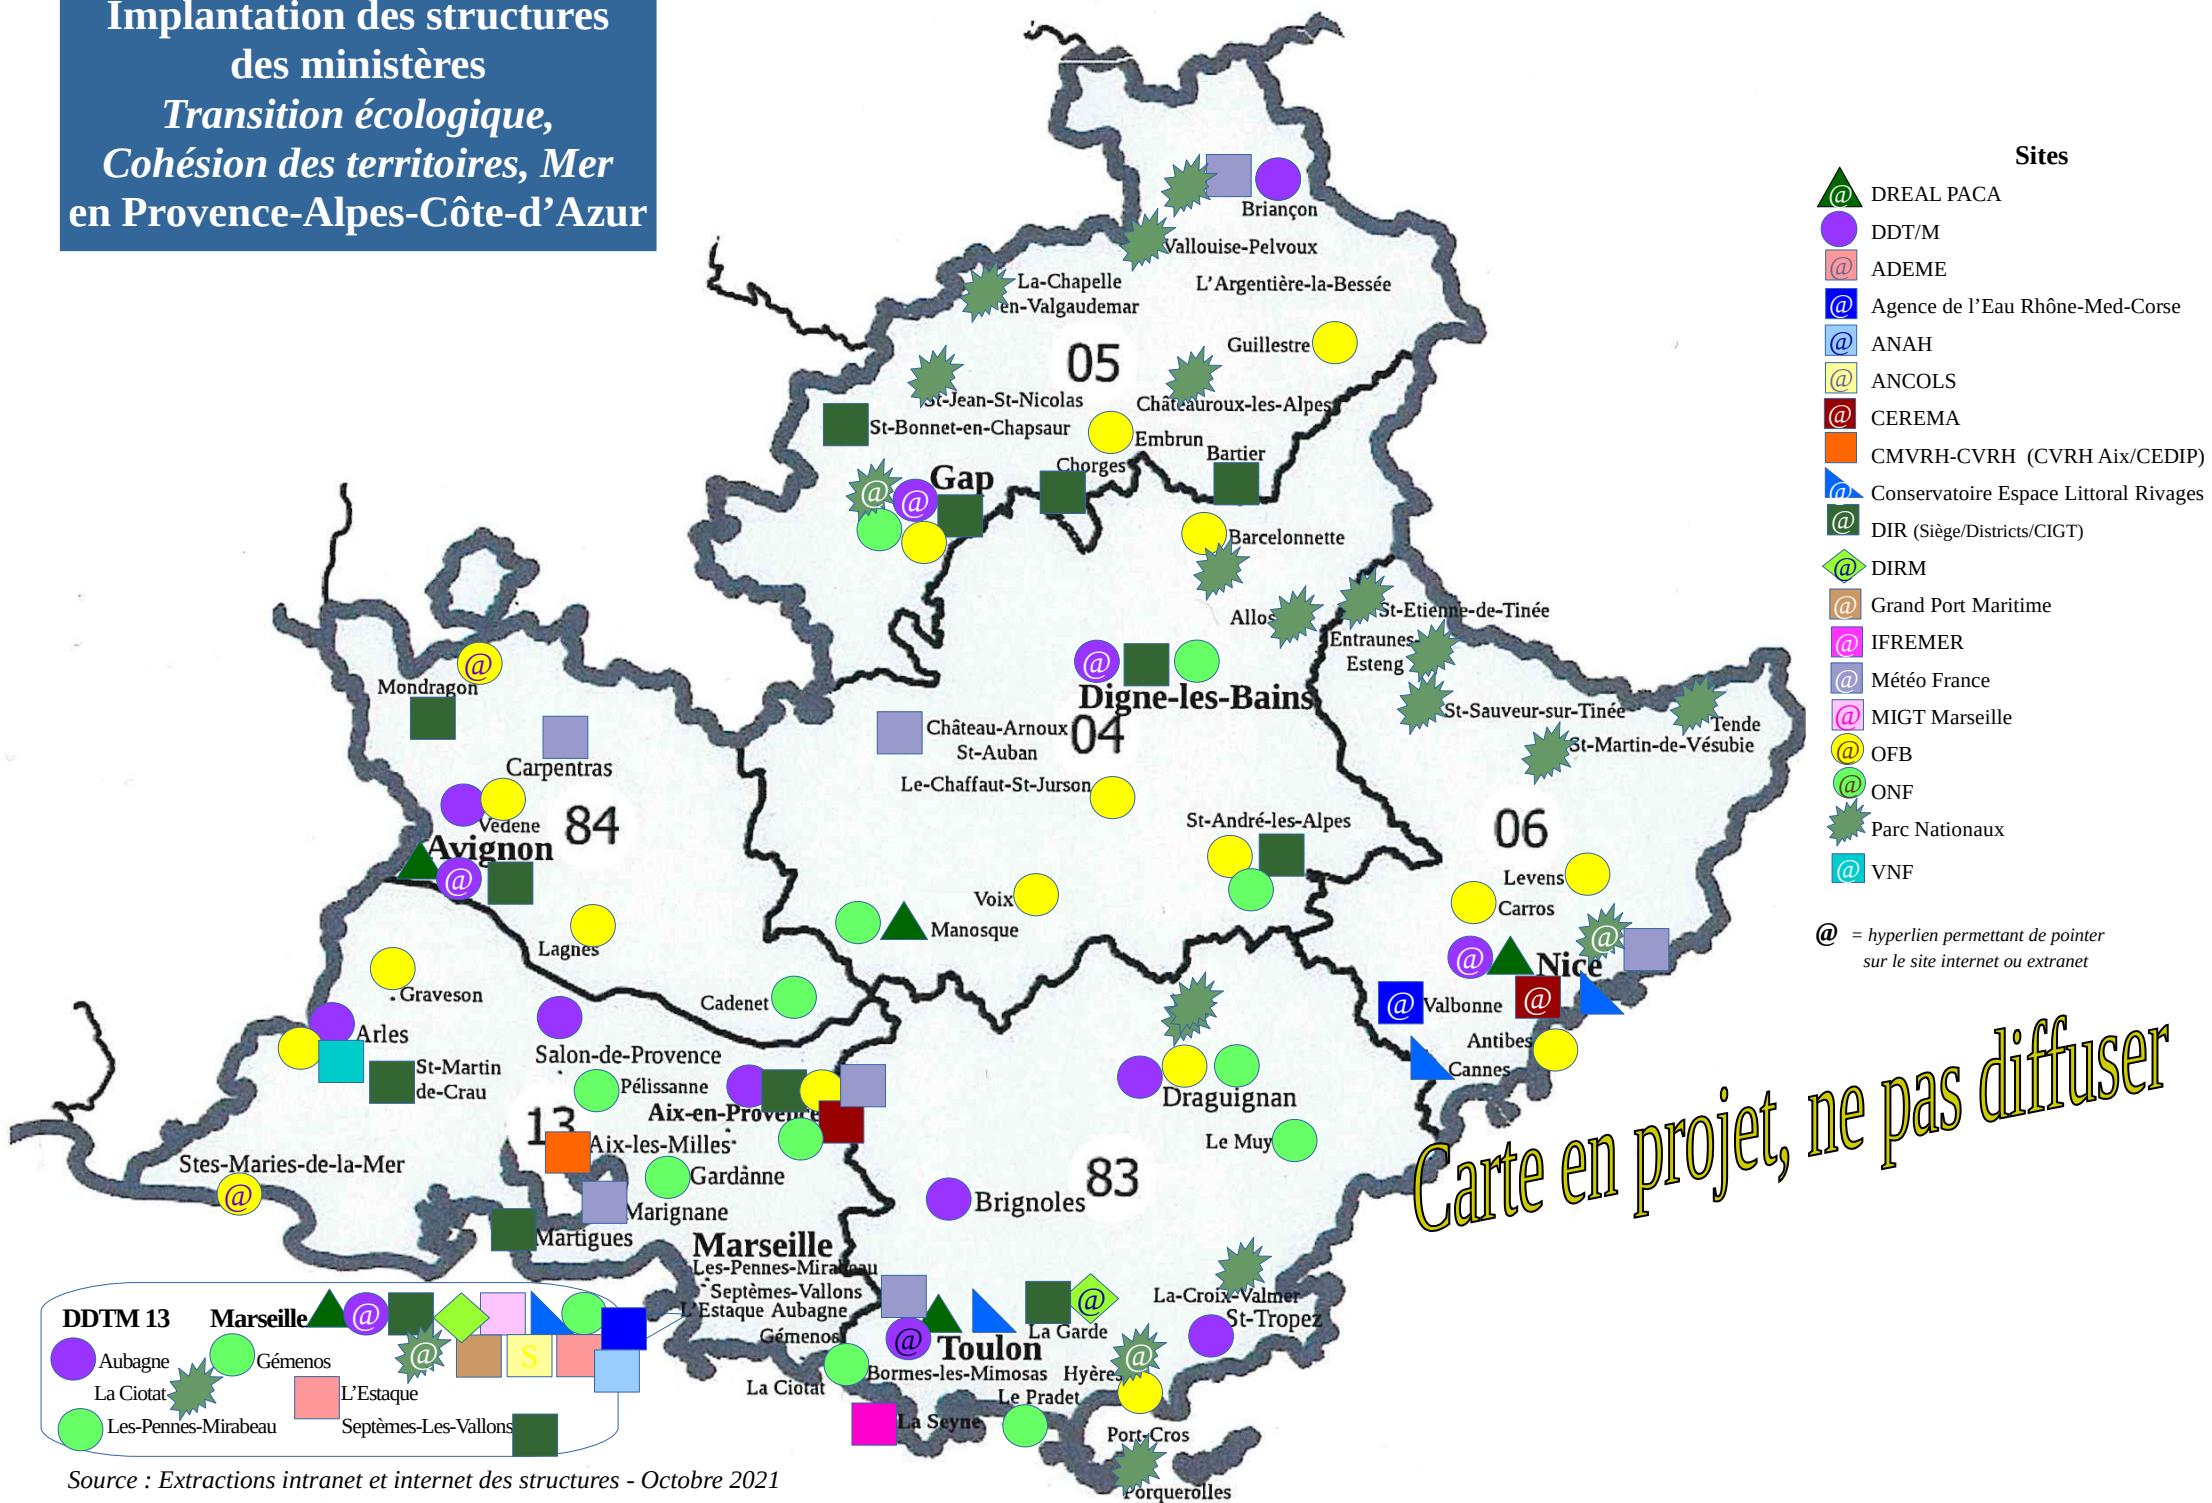 Implantation des structures
des ministères
Transition écologique,
Cohésion des territoires, Mer
en Provence-Alpes-Côte-d’Azur
Sites
@ DREAL PACA
DDT/M
@ ADEME
@ Agence de l’Eau Rhône-Med-Corse
@ ANAH
@ ANCOLS
@ CEREMA
CMVRH-CVRH (CVRH Aix/CEDIP)
@ Conservatoire Espace Littoral Rivages
@ DIR (Siège/Districts/CIGT)
@ DIRM
@ Grand Port Maritime
@ IFREMER
@ Météo France
@ MIGT Marseille
@ OFB
@ ONF
Parc Nationaux
@ VNF
@ = hyperlien permettant de pointer
sur le site internet ou extranet
Briançon
Vallouise-Pelvoux
La-Chapelle
en-Valgaudemar
L’Argentière-la-Bessée
05
Guillestre
St-Jean-St-Nicolas
Châteauroux-les-Alpes
St-Bonnet-en-Chapsaur
Embrun
Bartier
Chorges
Gap
@ @
Barcelonnette
Allos
St-Etienne-de-Tinée
Entraunes-
Esteng
@
Digne-les-Bains
04
@
Mondragon
Château-Arnoux
St-Auban
St-Sauveur-sur-Tinée
Tende
St-Martin-de-Vésubie
Carpentras
Le-Chaffaut-St-Jurson
Vedene
84
St-André-les-Alpes
06
Avignon
@
Levens
Voix
Carros
Manosque
Lagnes
@
@ Nice
Graveson
Cadenet
@ Valbonne
@
Arles
Antibes
Salon-de-Provence
Cannes
St-Martin
de-Crau
Pélissanne
Aix-en-Provence
Draguignan
13
Aix-les-Milles
Le Muy
Stes-Maries-de-la-Mer
@
Gardanne
83
Brignoles
Marignane
Martigues
Carte en projet, ne pas diffuser
Marseille
Les-Pennes-Mirabeau
Septèmes-Vallons
L’Estaque Aubagne
Gémenos
La-Croix-Valmer
St-Tropez
@
La Garde
@
Toulon
@
Bormes-les-Mimosas
Hyères
La Ciotat
Le Pradet
La Seyne
Port-Cros
Porquerolles
DDTM 13
Marseille
@
@
S
Aubagne
Gémenos
La Ciotat
L’Estaque
Les-Pennes-Mirabeau
Septèmes-Les-Vallons
Source : Extractions intranet et internet des structures - Octobre 2021